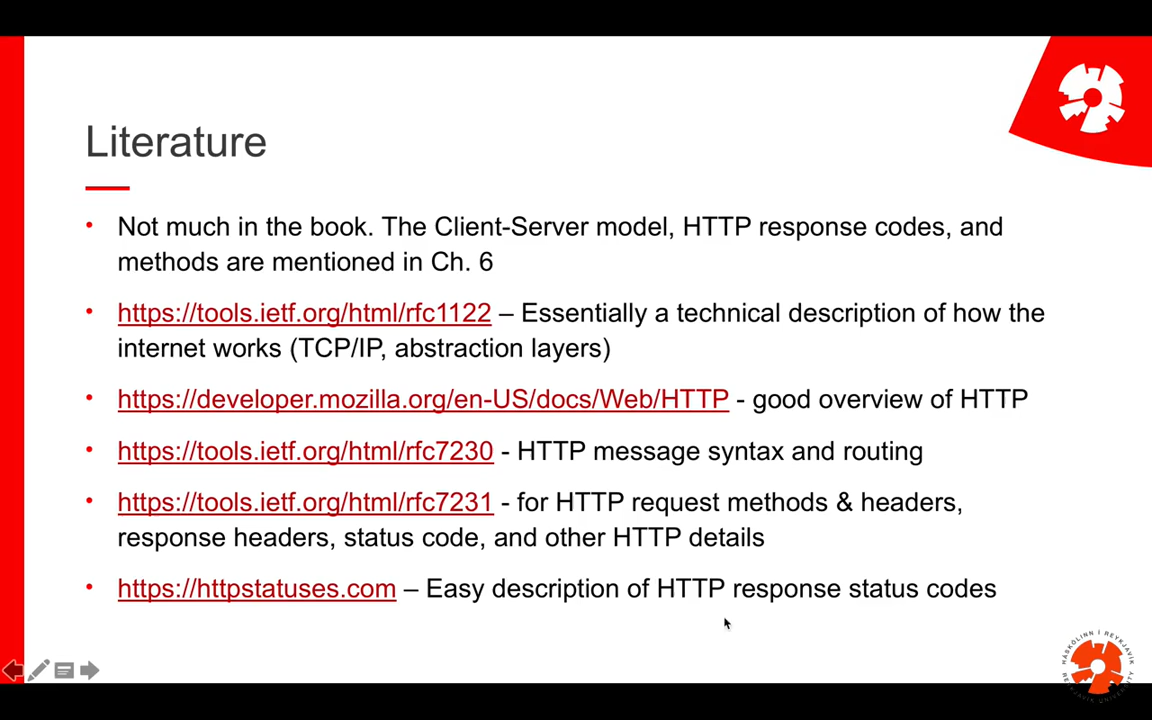 Literature
• Not much in the book. The Client-Server model, HTTP response codes, and
methods are mentioned in Ch. 6
• https://tools.ietf.org/html/rfc1122 – Essentially a technical description of how the
internet works (TCP/IP, abstraction layers)
• https://developer.mozilla.org/en-US/docs/Web/HTTP - good overview of HTTP
• https://tools.ietf.org/html/rfc7230 - HTTP message syntax and routing
• https://tools.ietf.org/html/rfc7231 - for HTTP request methods & headers,
response headers, status code, and other HTTP details
• https://httpstatuses.com – Easy description of HTTP response status codes
HÁSKÓLINN Í REYKJAVÍK
REYKJAVIK UNIVERSITY